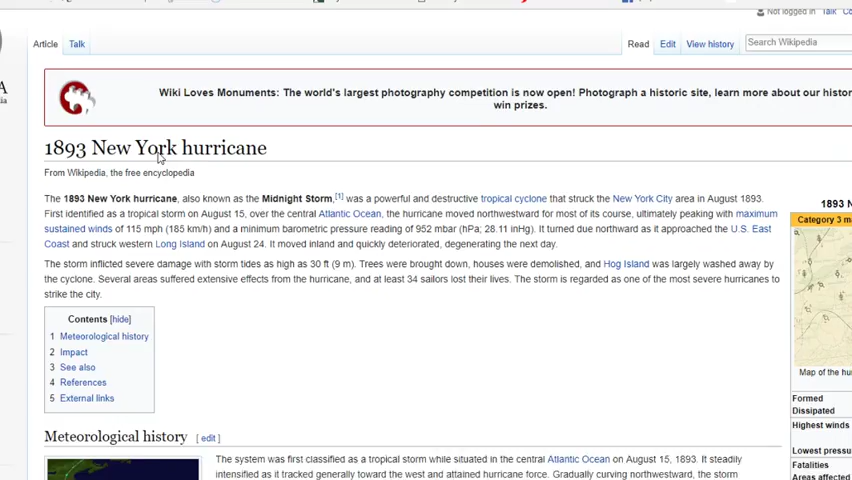 Not logged in Talk
Article Talk Read Edit View history Search Wikipedia
Wiki Loves Monuments: The world's largest photography competition is now open! Photograph a historic site, learn more about our
win prizes.
1893 New York hurricane
From Wikipedia, the free encyclopedia
The 1893 New York hurricane, also known as the Midnight Storm,[1] was a powerful and destructive tropical cyclone that struck the New York City area in August 1893.
First identified as a tropical storm on August 15, over the central Atlantic Ocean, the hurricane moved northwestward for most of its course, ultimately peaking with maximum
sustained winds of 115 mph (185 km/h) and a minimum barometric pressure reading of 952 mbar (hPa; 28.11 inHg). It turned due northward as it approached the U.S. East
Coast and struck western Long Island on August 24. It moved inland and quickly deteriorated, degenerating the next day.
The storm inflicted severe damage with storm tides as high as 30 ft (9 m). Trees were brought down, houses were demolished, and Hog Island was largely washed away by
the cyclone. Several areas suffered extensive effects from the hurricane, and at least 34 sailors lost their lives. The storm is regarded as one of the most severe hurricanes to
strike the city.
1893 N
Category 3 m
Map of the hu
Formed
Dissipated
Highest winds
Lowest pressu
Fatalities
Areas affected
Contents [hide]
1 Meteorological history
2 Impact
3 See also
4 References
5 External links
Meteorological history [ edit ]
The system was first classified as a tropical storm while situated in the central Atlantic Ocean on August 15, 1893. It steadily
intensified as it tracked generally toward the west and attained hurricane force. Gradually curving northwestward, the storm